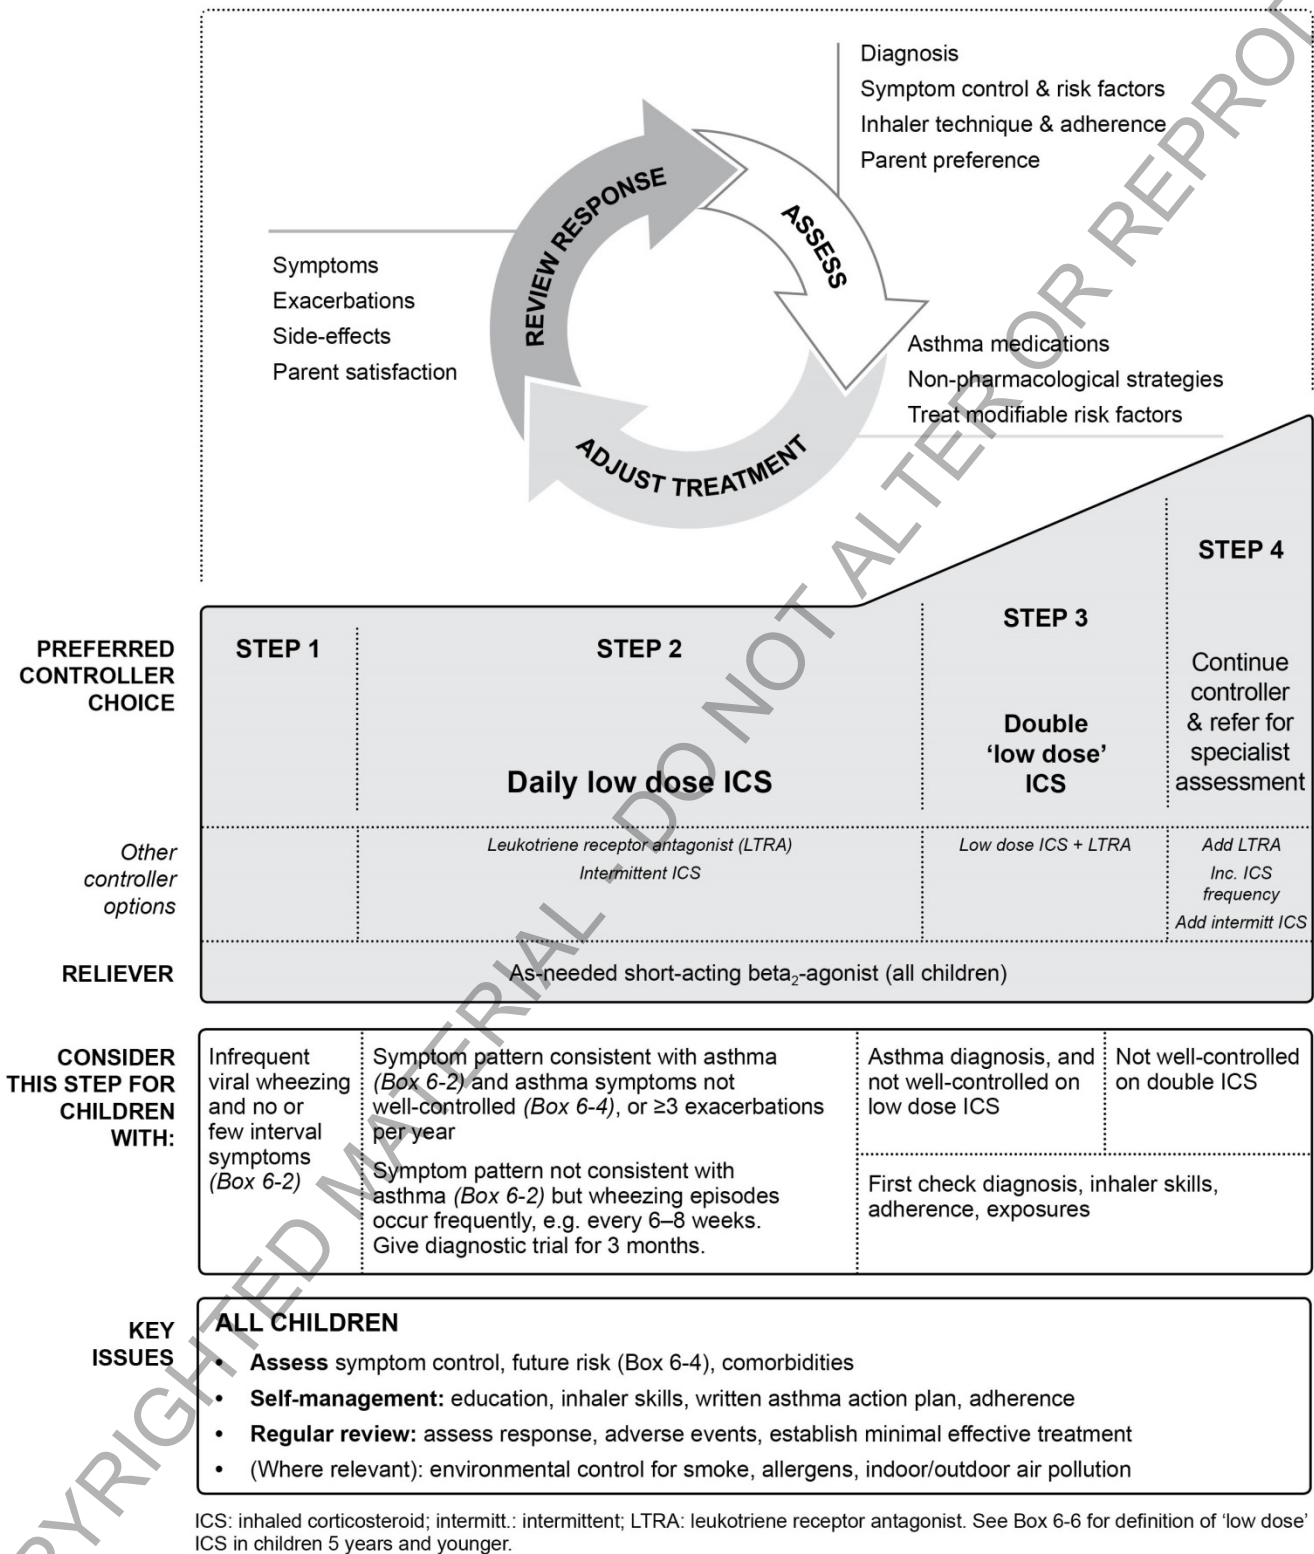 Diagnosis
Symptom control & risk factors
Inhaler technique & adherence
Parent preference
REVIEW RESPONSE
ASSESS
ADJUST TREATMENT
Symptoms
Exacerbations
Side-effects
Parent satisfaction
Asthma medications
Non-pharmacological strategies
Treat modifiable risk factors
PREFERRED
CONTROLLER
CHOICE
STEP 1
STEP 2
Daily low dose ICS
STEP 3
Double
‘low dose’
ICS
STEP 4
Continue
controller
& refer for
specialist
assessment
Other
controller
options
Leukotriene receptor antagonist (LTRA)
Intermittent ICS
Low dose ICS + LTRA
Add LTRA
Inc. ICS
frequency
Add intermitt ICS
RELIEVER
As-needed short-acting beta₂-agonist (all children)
CONSIDER
THIS STEP FOR
CHILDREN
WITH:
Infrequent
viral wheezing
and no or
few interval
symptoms
(Box 6-2)
Symptom pattern consistent with asthma
(Box 6-2) and asthma symptoms not
well-controlled (Box 6-4), or ≥3 exacerbations
per year
Symptom pattern not consistent with
asthma (Box 6-2) but wheezing episodes
occur frequently, e.g. every 6–8 weeks.
Give diagnostic trial for 3 months.
Asthma diagnosis, and
not well-controlled on
low dose ICS
Not well-controlled
on double ICS
First check diagnosis, inhaler skills,
adherence, exposures
KEY
ISSUES
ALL CHILDREN
• Assess symptom control, future risk (Box 6-4), comorbidities
• Self-management: education, inhaler skills, written asthma action plan, adherence
• Regular review: assess response, adverse events, establish minimal effective treatment
• (Where relevant): environmental control for smoke, allergens, indoor/outdoor air pollution
ICS: inhaled corticosteroid; intermitt.: intermittent; LTRA: leukotriene receptor antagonist. See Box 6-6 for definition of ‘low dose’
ICS in children 5 years and younger.
PYRIGHTED MATERIAL - DO NOT ALTER OR REPROD